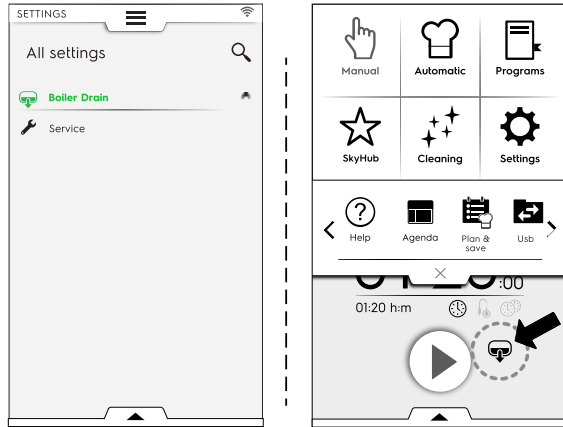 SETTINGS
All settings
Boiler Drain
Service
Manual
Automatic
Programs
SkyHub
Cleaning
Settings
Help
Agenda
Plan &
save
Usb
:00
01:20 h:m